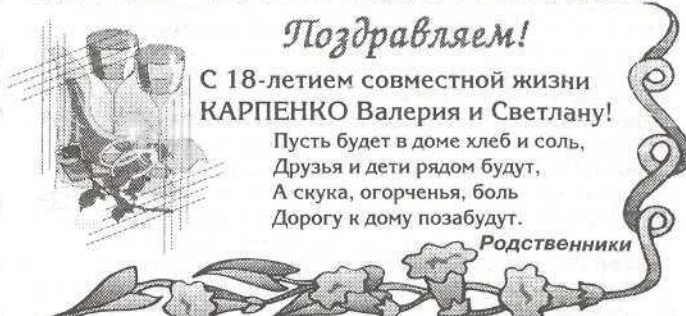 Поздравляем!
С 18-летием совместной жизни
КАРПЕНКО Валерия и Светлану!
Пусть будет в доме хлеб и соль,
Друзья и дети рядом будут,
А скука, огорченья, боль
Дорогу к дому позабудут.
Родственники